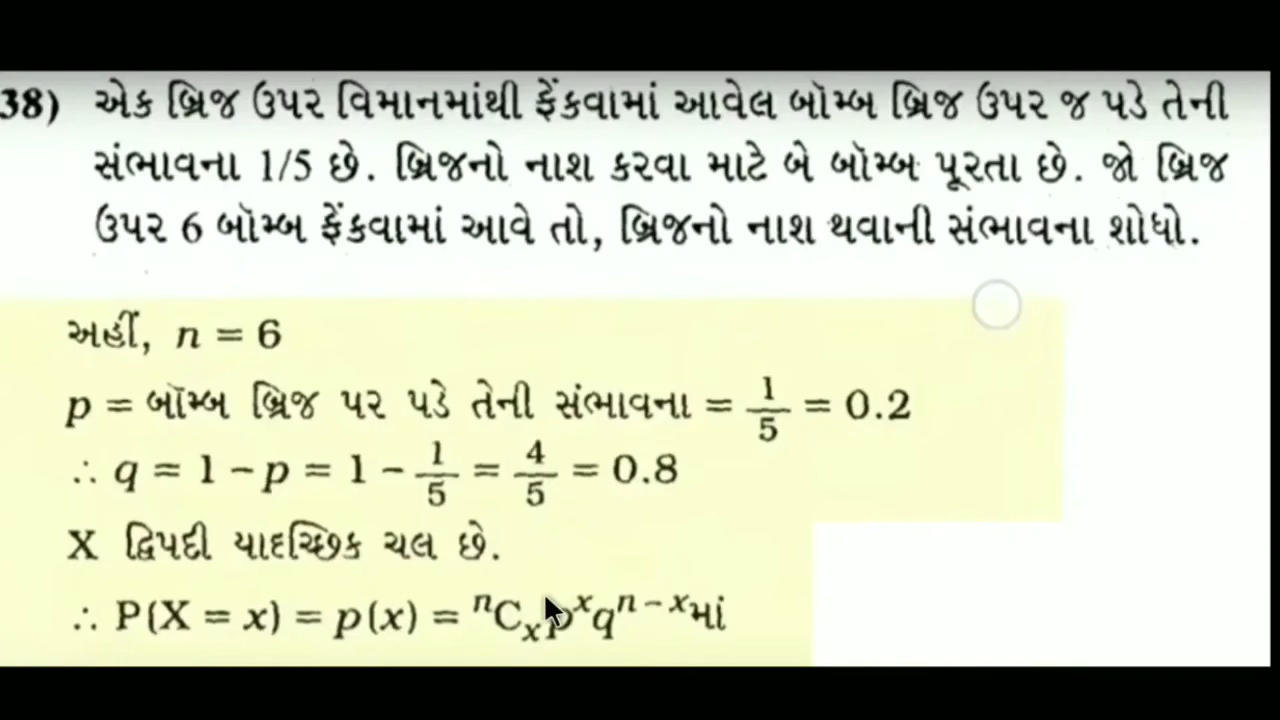 38) એક બ્રિજ ઉપર વિમાનમાંથી ફેંકવામાં આવેલ બૉમ્બ બ્રિજ ઉપર જ પડે તેની
સંભાવના 1/5 છે. બ્રિજનો નાશ કરવા માટે બે બૉમ્બ પૂરતા છે. જો બ્રિજ
ઉપર 6 બૉમ્બ ફેંકવામાં આવે તો, બ્રિજનો નાશ થવાની સંભાવના શોધો.
અહીં, n = 6
p = બૉમ્બ બ્રિજ પર પડે તેની સંભાવના = 1/5 = 0.2
∴ q = 1 – p = 1 – 1/5 = 4/5 = 0.8
X દ્વિપદી યાદચ્છિક ચલ છે.
∴ P(X = x) = p(x) = ⁿCₓpˣqⁿ⁻ˣમાં